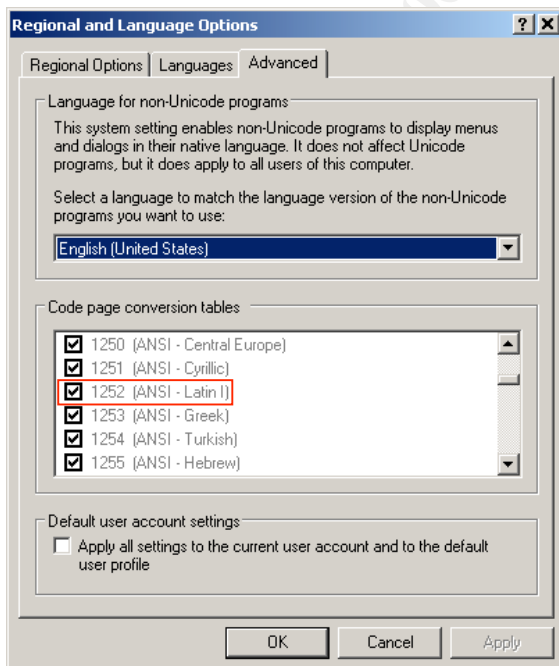 Regional and Language Options
Regional Options
Languages
Advanced
Language for non-Unicode programs
This system setting enables non-Unicode programs to display menus
and dialogs in their native language. It does not affect Unicode
programs, but it does apply to all users of this computer.
Select a language to match the language version of the non-Unicode
programs you want to use:
English (United States)
Code page conversion tables
1250 (ANSI - Central Europe)
1251 (ANSI - Cyrillic)
1252 (ANSI - Latin I)
1253 (ANSI - Greek)
1254 (ANSI - Turkish)
1255 (ANSI - Hebrew)
Default user account settings
Apply all settings to the current user account and to the default
user profile
OK
Cancel
Apply